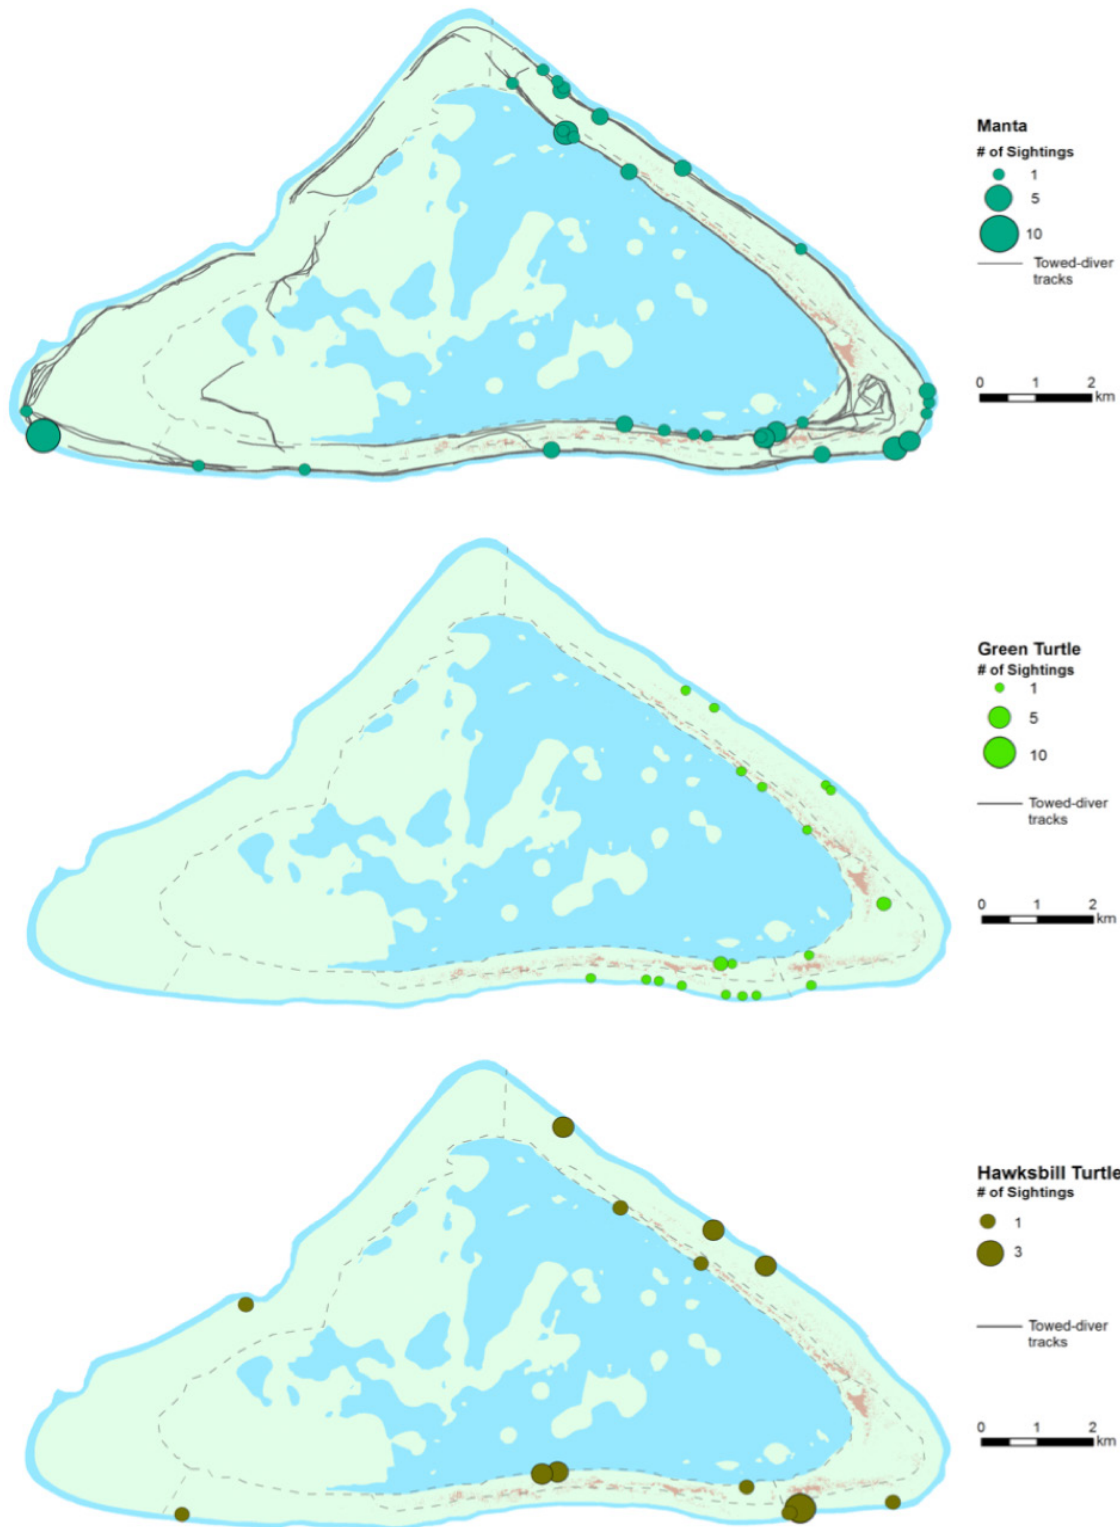 Manta
# of Sightings
1
5
10
Towed-diver
tracks
0 1 2
km
Green Turtle
# of Sightings
1
5
10
Towed-diver
tracks
0 1 2
km
Hawksbill Turtle
# of Sightings
1
3
Towed-diver
tracks
0 1 2
km